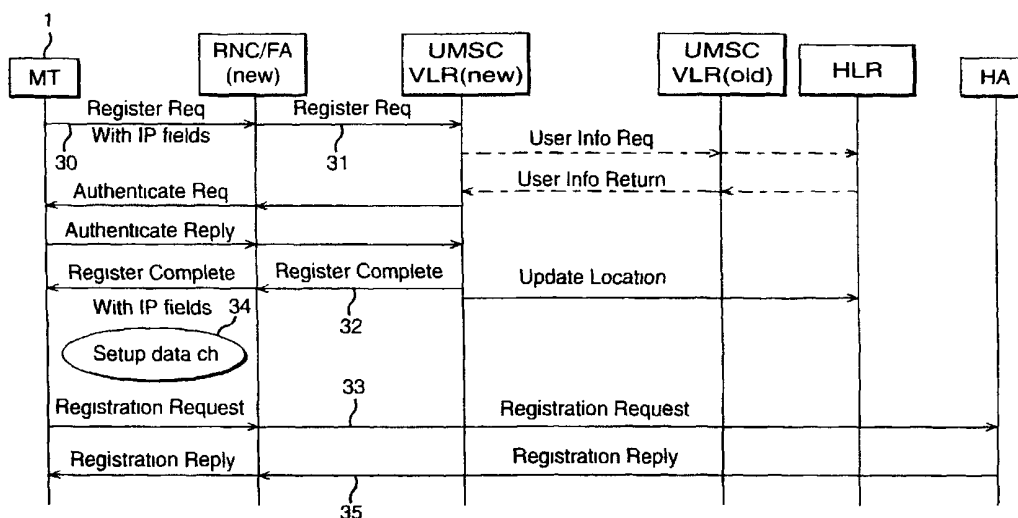 1
MT
RNC/FA
(new)
UMSC
VLR(new)
UMSC
VLR(old)
HLR
HA
Register Req
Register Req
With IP fields
30
31
User Info Req
User Info Return
Authenticate Req
Authenticate Reply
Register Complete
Register Complete
Update Location
With IP fields
34
32
Setup data ch
33
Registration Request
Registration Request
Registration Reply
Registration Reply
35